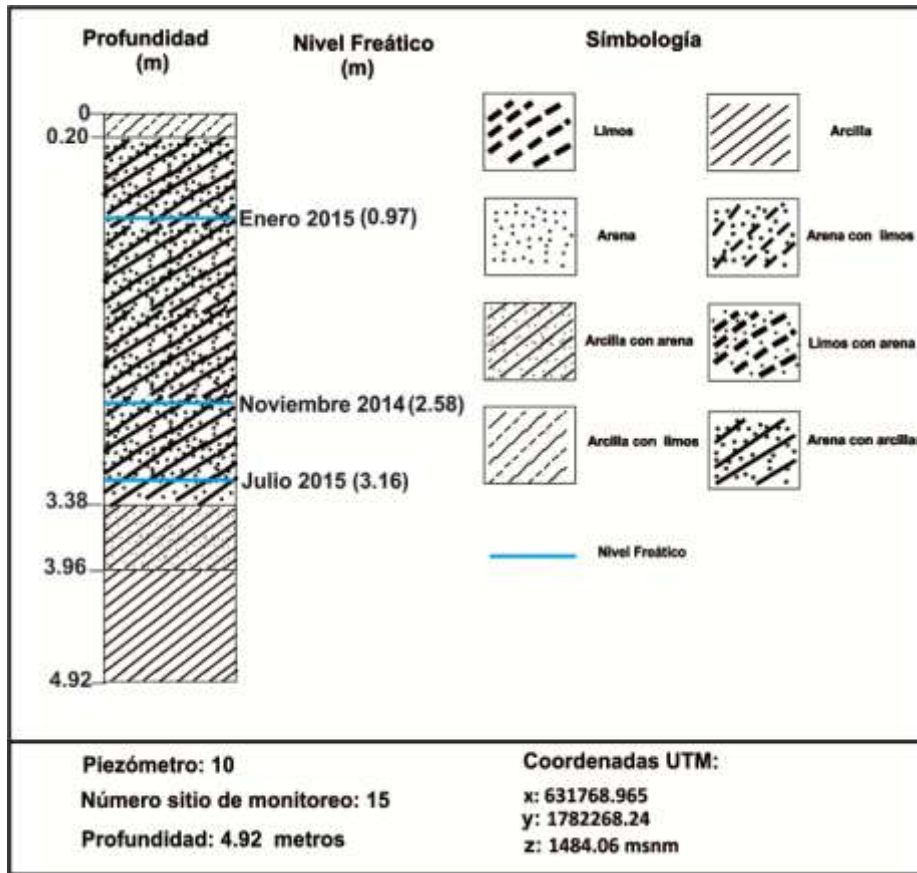 Profundidad
(m)
Nivel Freático
(m)
Símbología
0
0.20
Enero 2015 (0.97)
Noviembre 2014 (2.58)
Julio 2015 (3.16)
3.38
3.96
4.92
Limos
Arcilla
Arena
Arena con limos
Arcilla con arena
Limos con arena
Arcilla con limos
Arena con arcilla
Nivel Freático
Piezómetro: 10
Número sitio de monitoreo: 15
Profundidad: 4.92 metros
Coordenadas UTM:
x: 631768.965
y: 1782268.24
z: 1484.06 msnm